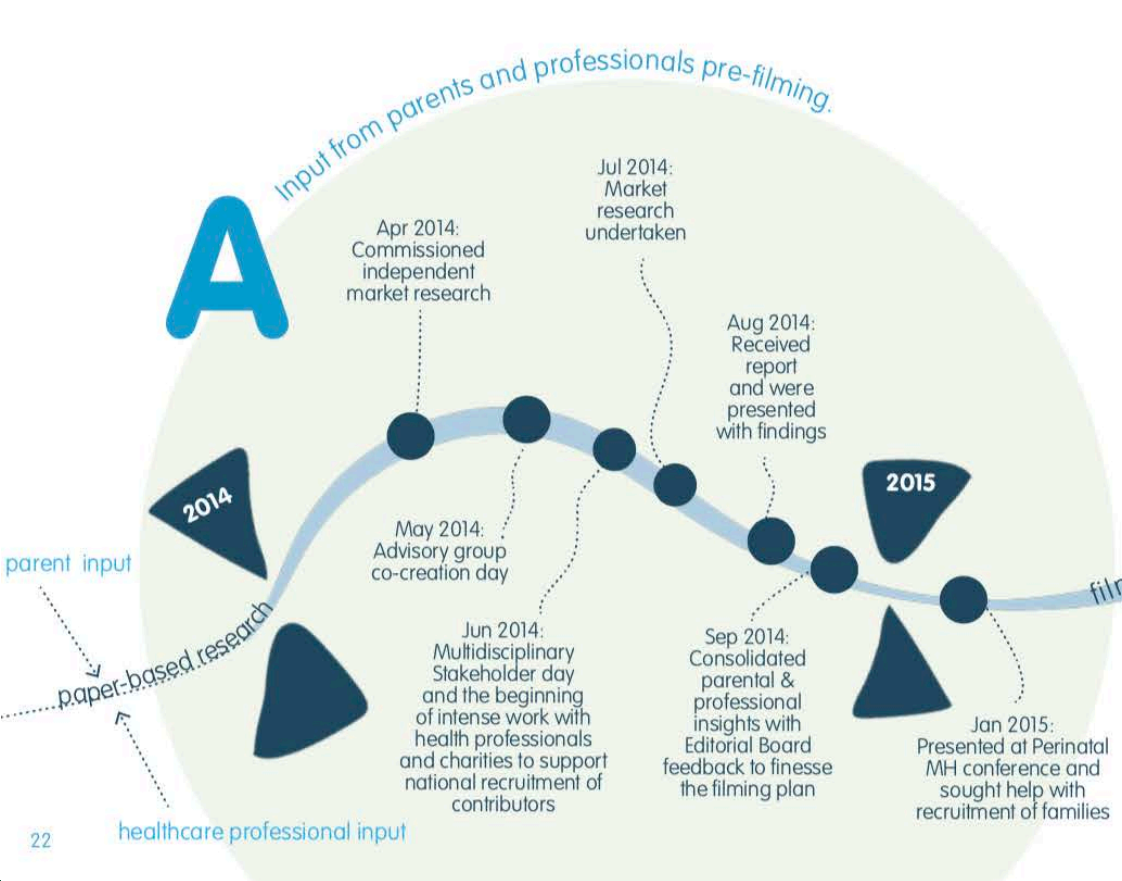 Input from parents and professionals pre-filming.
A
Jul 2014:
Market
research
undertaken
Apr 2014:
Commissioned
independent
market research
Aug 2014:
Received
report
and were
presented
with findings
2014
2015
May 2014:
Advisory group
co-creation day
parent input
paper-based research
Jun 2014:
Multidisciplinary
Stakeholder day
and the beginning
of intense work with
health professionals
and charities to support
national recruitment of
contributors
Sep 2014:
Consolidated
parental &
professional
insights with
Editorial Board
feedback to finesse
the filming plan
Jan 2015:
Presented at Perinatal
MH conference and
sought help with
recruitment of families
healthcare professional input
22